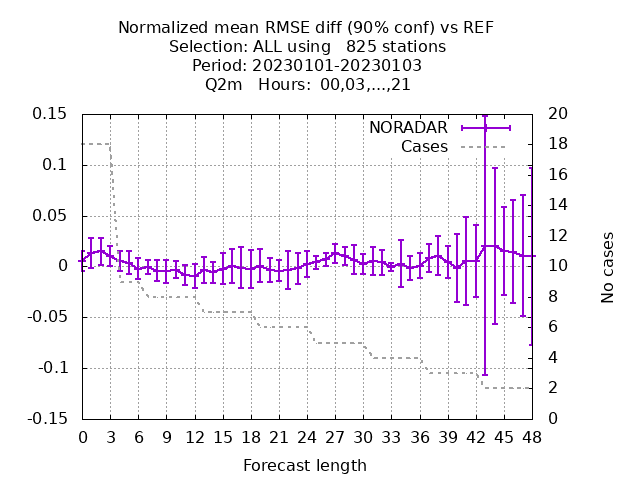 Normalized mean RMSE diff (90% conf) vs REF
Selection: ALL using   825 stations
Period: 20230101-20230103
Q2m   Hours:  00,03,...,21
NORADAR
Cases
0.15
0.1
0.05
0
-0.05
-0.1
-0.15
20
18
16
14
12
10
8
6
4
2
0
No cases
0 3 6 9 12 15 18 21 24 27 30 33 36 39 42 45 48
Forecast length